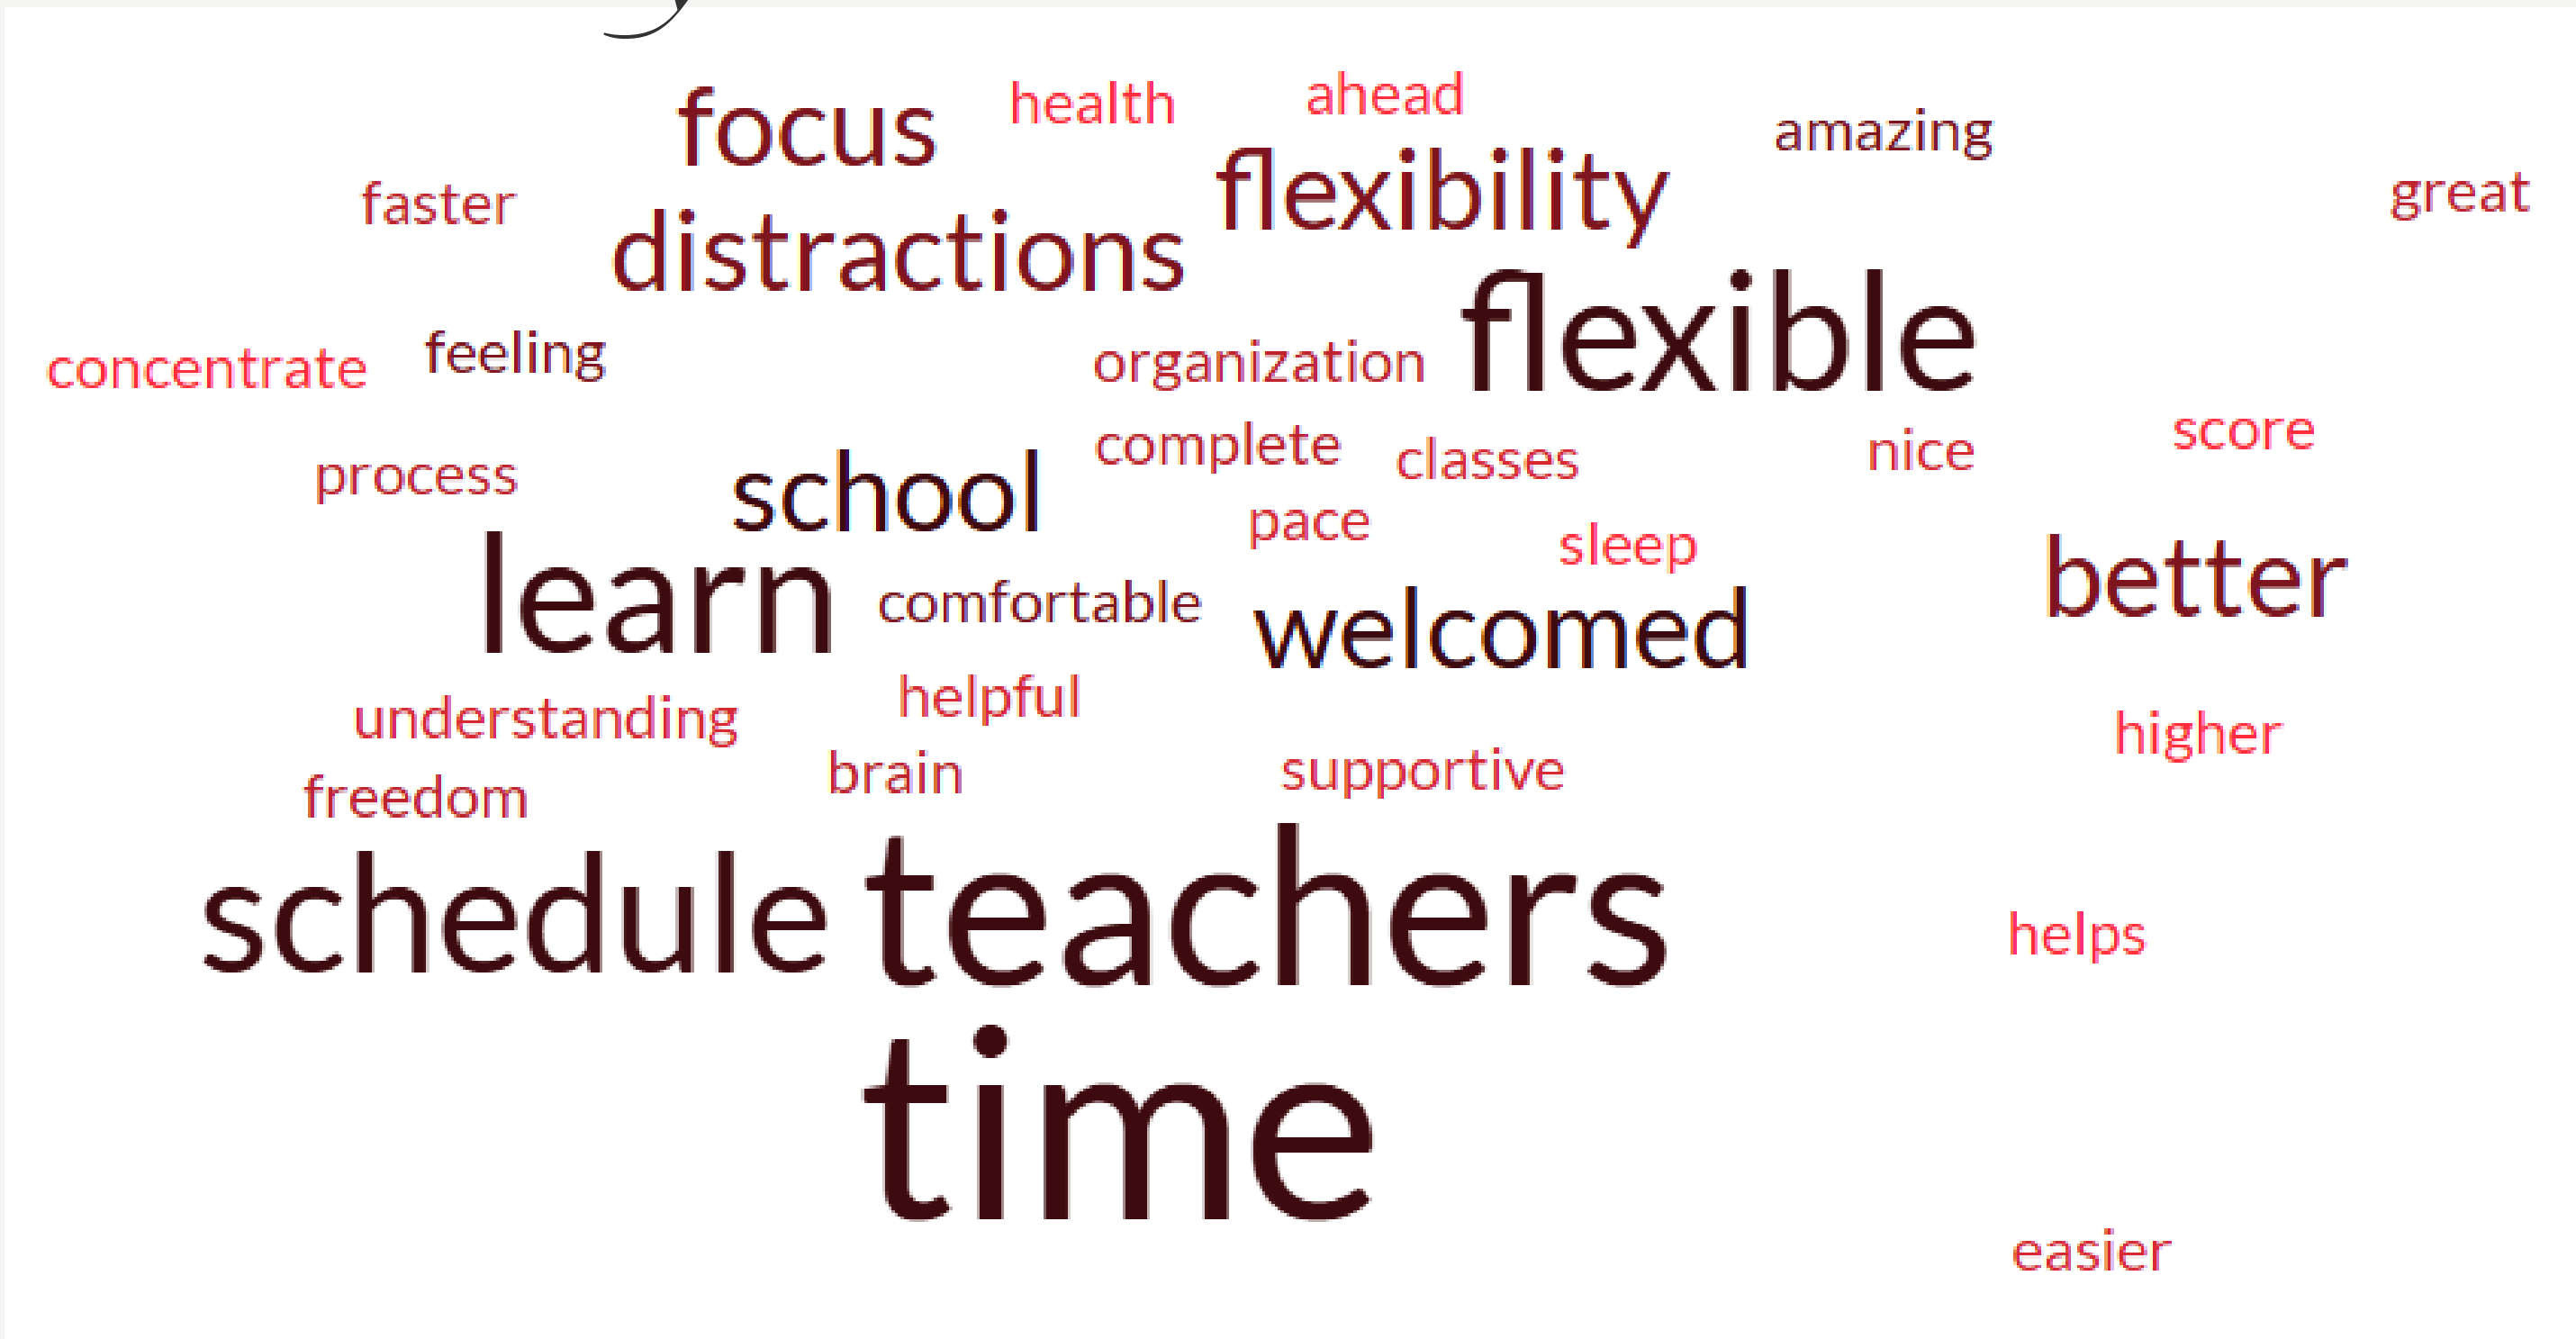 health
ahead
focus
amazing
flexibility
great
faster
distractions
flexible
feeling
organization
concentrate
score
complete
nice
classes
process
school
pace
sleep
better
learn
comfortable
welcomed
helpful
understanding
higher
brain
supportive
freedom
schedule
teachers
helps
time
easier